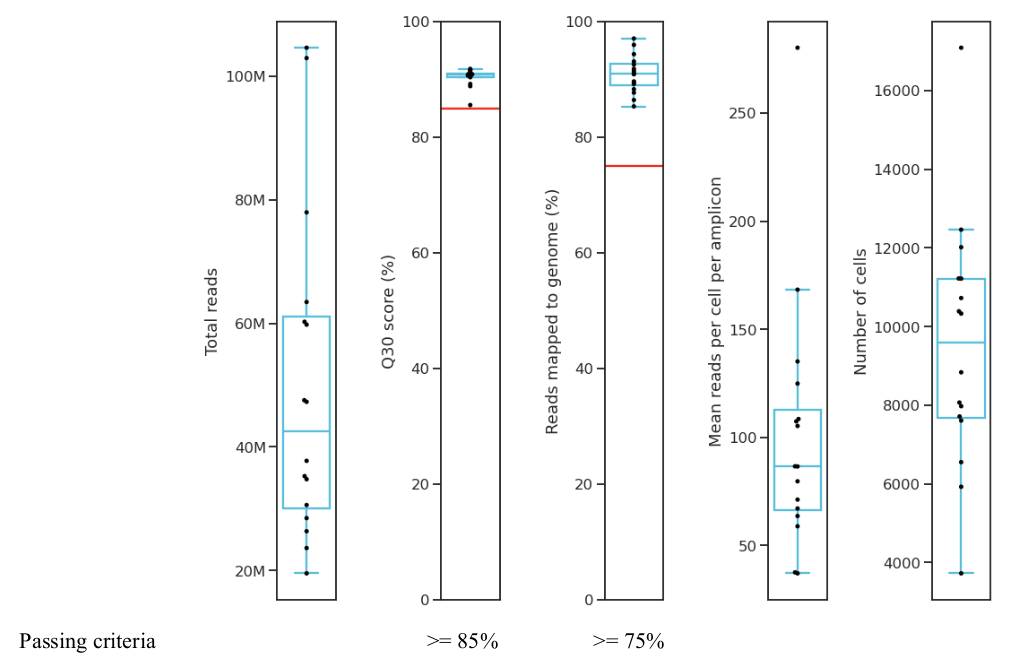 Total reads
100M
80M
60M
40M
20M
Q30 score (%)
100
80
60
40
20
0
Reads mapped to genome (%)
100
80
60
40
20
0
Mean reads per cell per amplicon
250
200
150
100
50
Number of cells
16000
14000
12000
10000
8000
6000
4000
Passing criteria >= 85% >= 75%